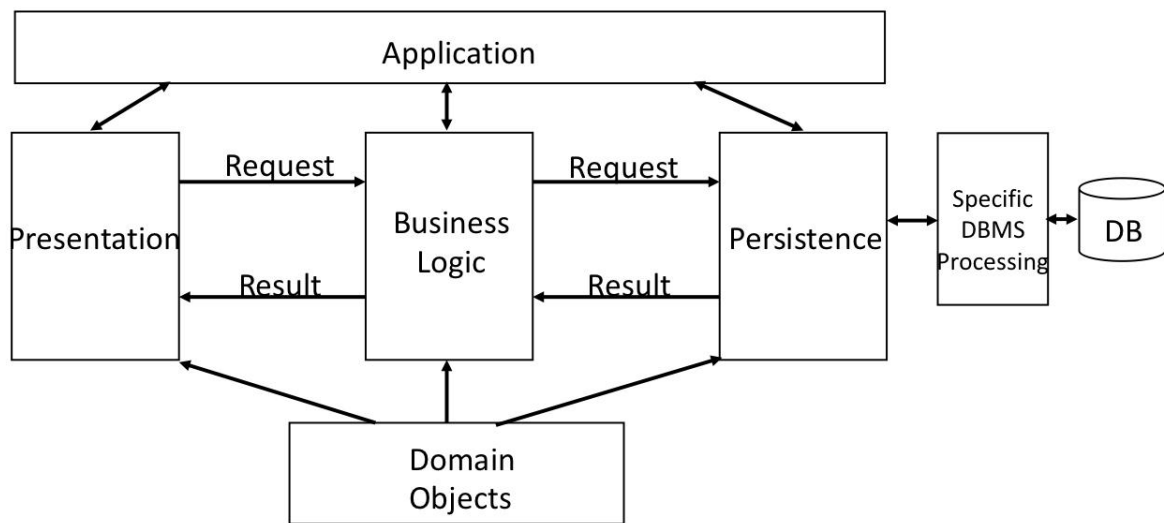 Application
Request
Request
Presentation
Business
Logic
Persistence
Specific
DBMS
Processing
DB
Result
Result
Domain
Objects